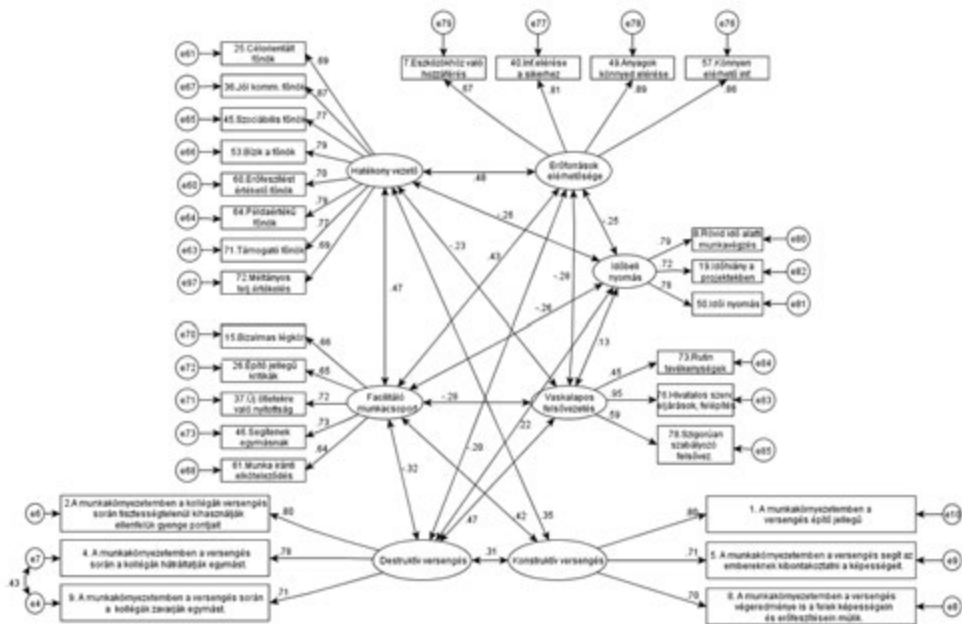 e79
e77
e78
e76
7.Eszközökhöz való
hozzáférés
40.Inf.elérése
a sikerhez
49.Anyagok
könnyed elérése
57.Könnyen
elérhető inf.
.67
.81
.89
.86
e61
25.Célorientált
főnök
.69
e67
36.Jól komm. főnök
.87
e65
45.Szociábilis főnök
.77
e66
53.Bízik a főnök
.79
e60
60.Erőfeszítést
értékelő főnök
.70
e64
64.Példaértékű
főnök
.78
e63
71.Támogató főnök
.72
e97
72.Méltányos
telj.értékelés
.69
Hatékony vezető
Erőforrások
elérhetősége
.48
-.26
-.25
-.23
.43
-.28
.47
-.26
.13
Időbeli
nyomás
8.Rövid idő alatti
munkavégzés
.79
e80
19.Időhiány a
projektekben
.72
e82
50.Idői nyomás
.78
e81
e70
15.Bizalmas légkör
.66
e72
26.Építő jellegű
kritikák
.65
e71
37.Új ötletekre
való nyitottság
.72
e73
46.Segítenek
egymásnak
.73
e68
61.Munka iránti
elköteleződés
.64
Facilitáló
munkacsoport
-.28
Vaskalapos
felsővezetés
73.Rutin
tevékenységek
.45
e84
76.Hivatalos szerv.
eljárások, felépítés
.95
e83
78.Szigorúan
szabályozó
felsővez.
.59
e85
.22
-.29
-.32
.47
.42
.35
e6
2.A munkakörnyezetemben a kollégák versengés
során tisztességtelenül kihasználják
ellenfelük gyenge pontjait
.80
e7
4. A munkakörnyezetemben a versengés
során a kollégák hátráltatják egymást.
.78
.43
e4
9. A munkakörnyezetemben a versengés során
a kollégák zavarják egymást.
.71
Destruktív versengés
.31
Konstruktív versengés
1. A munkakörnyezetemben a
versengés építő jellegű
e10
5. A munkakörnyezetemben a versengés segít az
embereknek kibontakoztatni a képességeit.
.71
e9
8. A munkakörnyezetemben a versengés
végeredménye is a felek képességein
és erőfeszítésein múlik.
.79